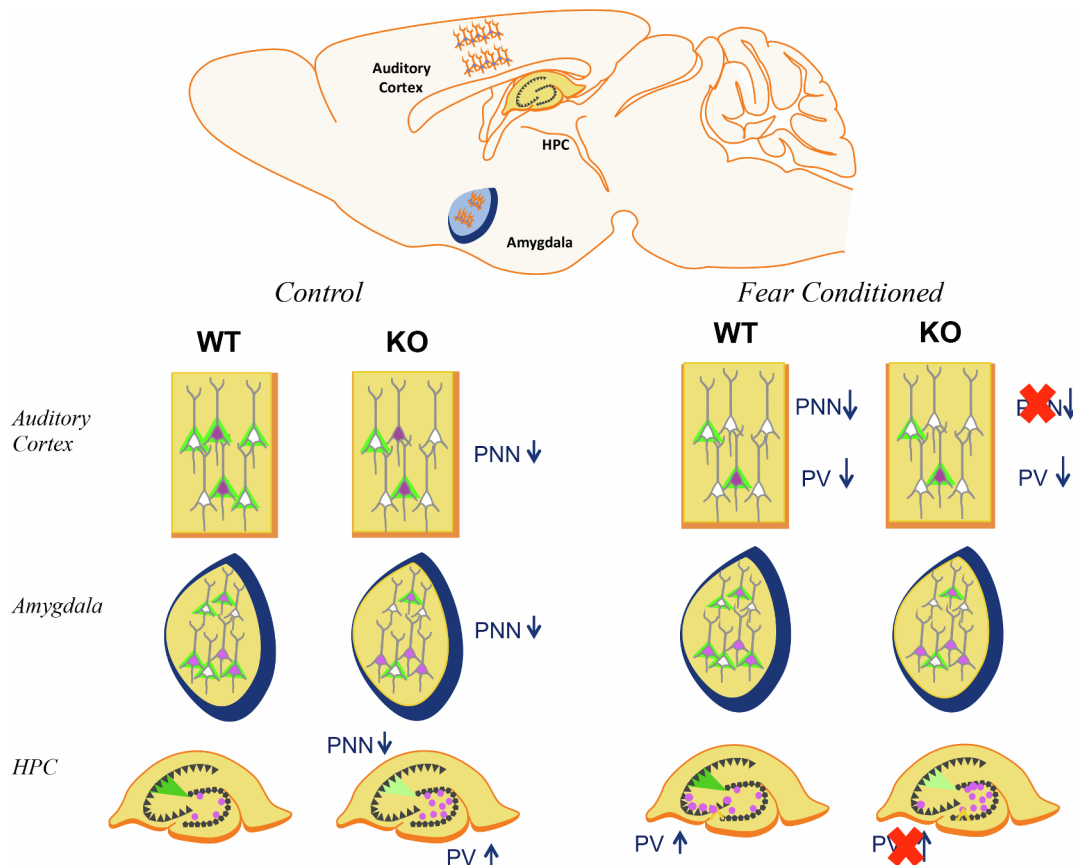 Auditory
Cortex
HPC
Amygdala
Control
Fear Conditioned
WT
KO
WT
KO
Auditory
Cortex
PNN ↓
PNN ↓
PV ↓
PNN ↓
PV ↓
Amygdala
PNN ↓
HPC
PNN ↓
PV ↑
PV ↑
PV ↑